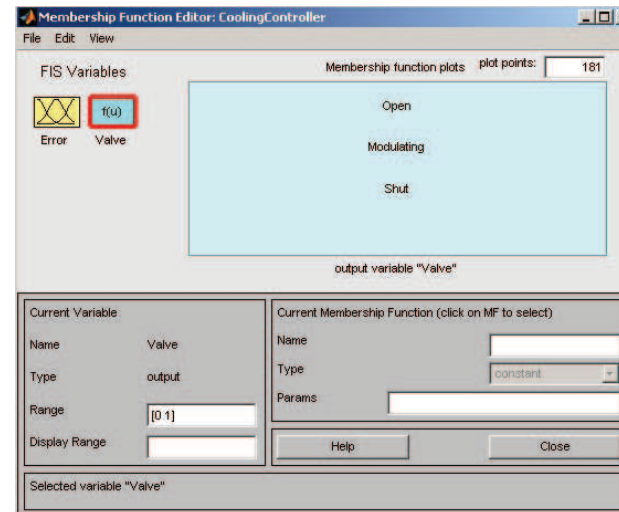 Membership Function Editor: CoolingController
File Edit View
FIS Variables
Membership function plots plot points: 181
f(u)
Error Valve
Open
Modulating
Shut
output variable "Valve"
Current Variable
Name Valve
Type output
Range [0 1]
Display Range
Current Membership Function (click on MF to select)
Name
Type constant
Params
Help Close
Selected variable "Valve"